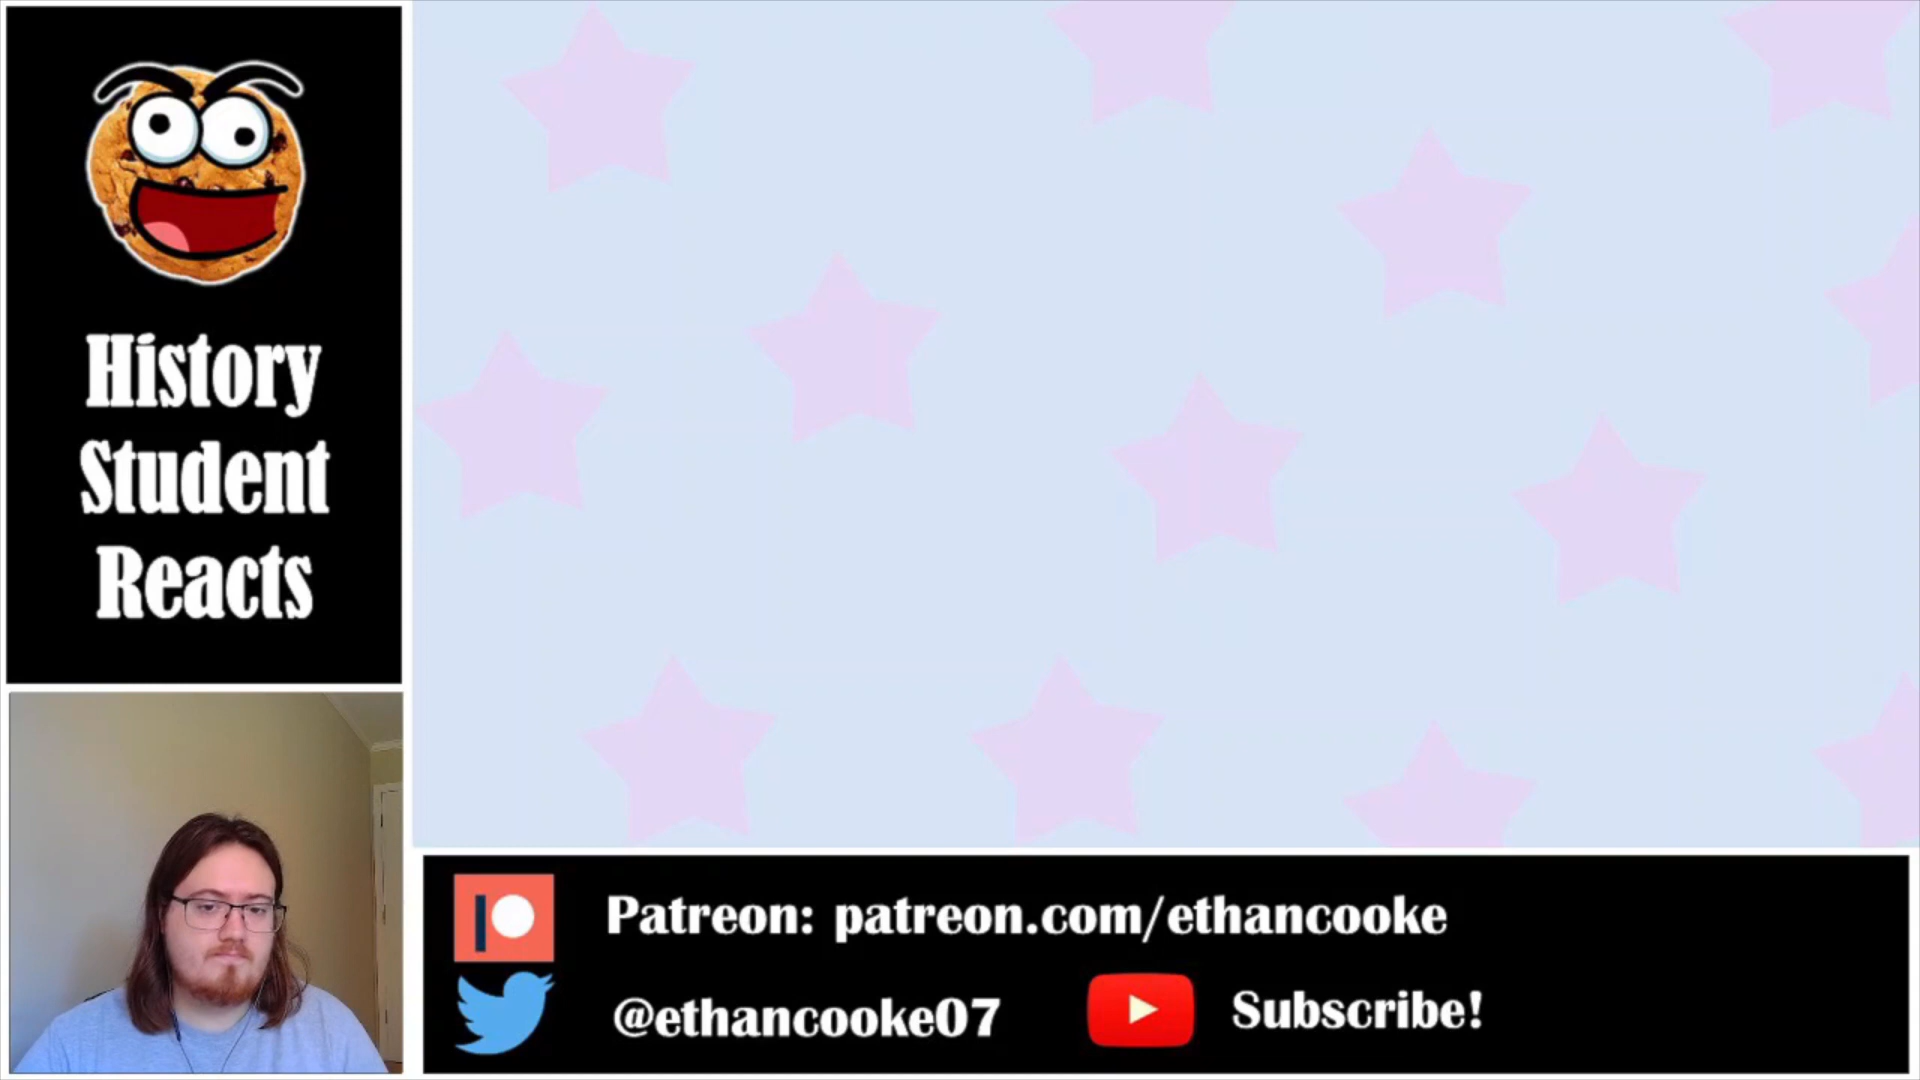 History
Student
Reacts
Patreon: patreon.com/ethancooke
@ethancooke07
Subscribe!